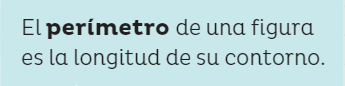 El perímetro de una figura
es la longitud de su contorno.